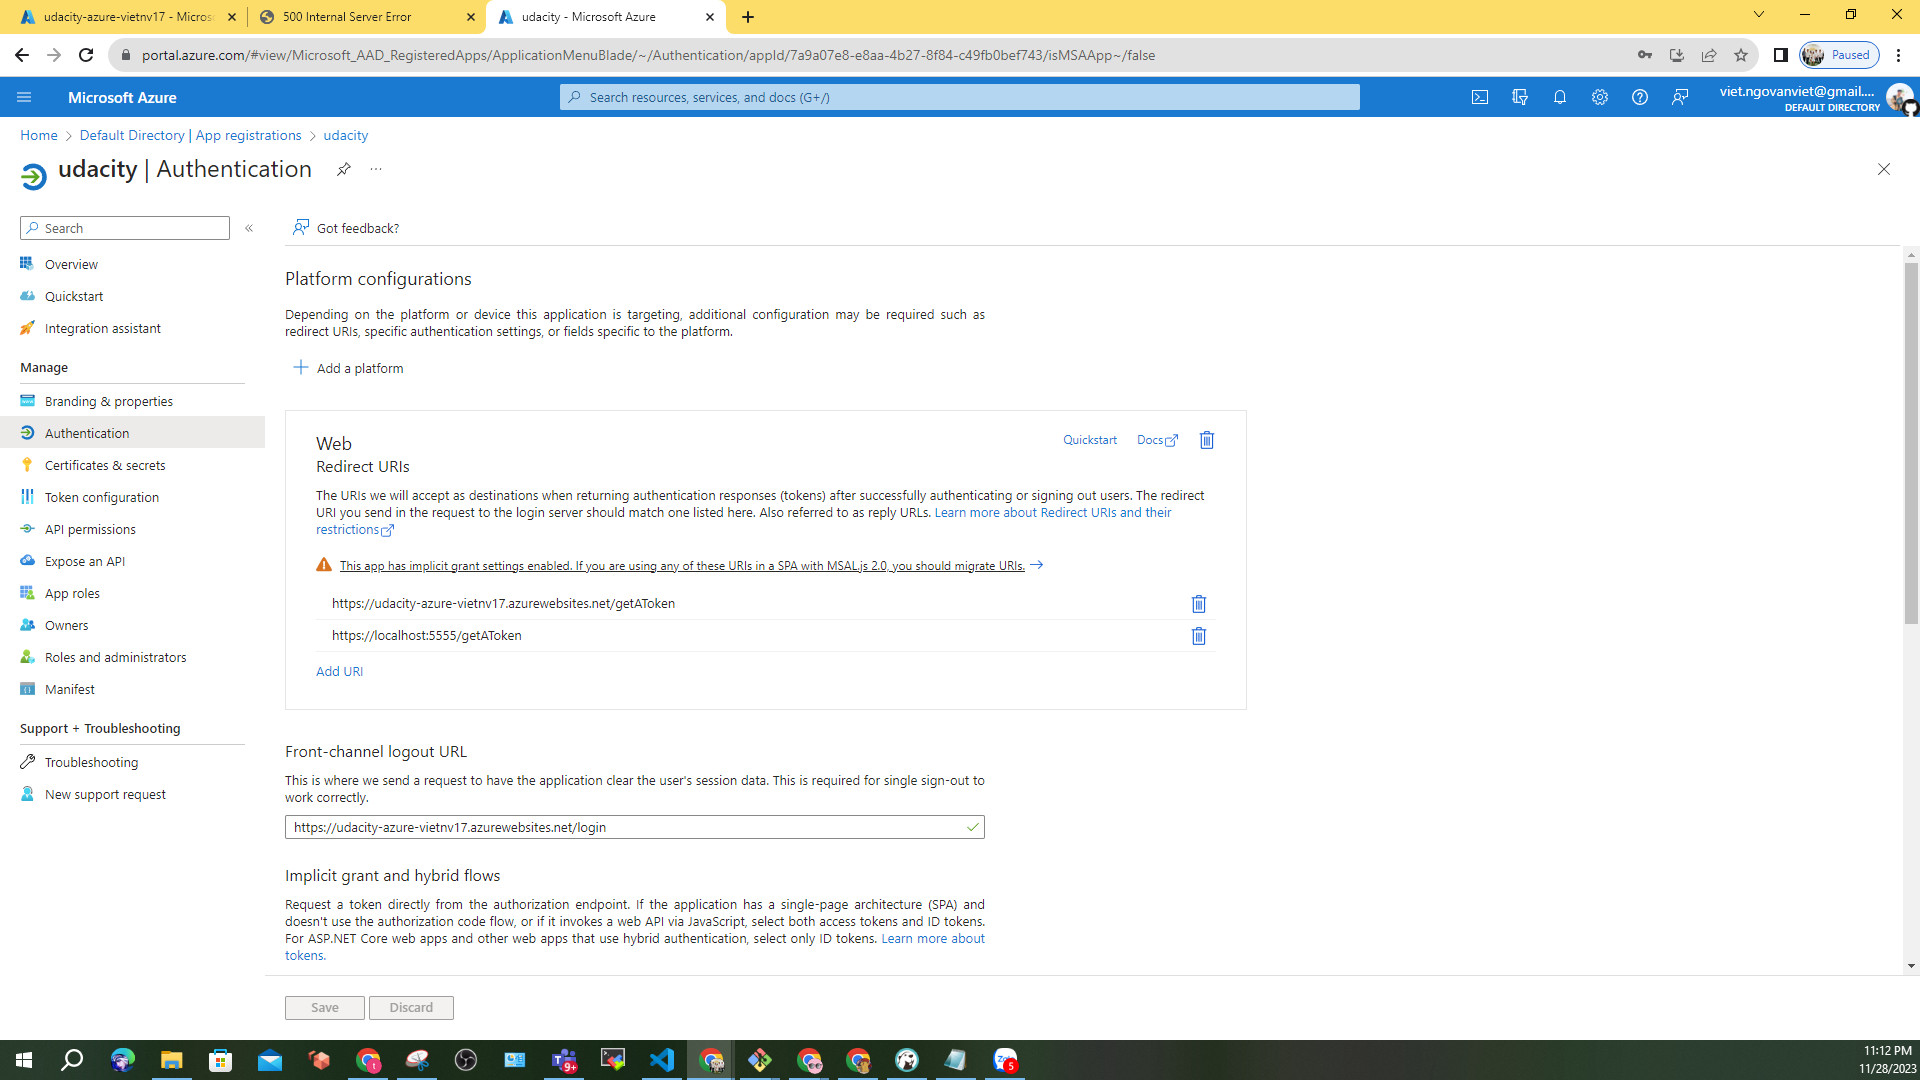 udacity-azure-vietnv17 - Micros
500 Internal Server Error
udacity - Microsoft Azure
portal.azure.com/#view/Microsoft_AAD_RegisteredApps/ApplicationMenuBlade/~/Authentication/appId/7a9a07e8-e8aa-4b27-8f84-c49fb0bef743/isMSAApp~/false
Paused
Microsoft Azure
Search resources, services, and docs (G+/)
viet.ngovanviet@gmail....
DEFAULT DIRECTORY
Home
Default Directory | App registrations
udacity
udacity | Authentication
Search
Got feedback?
Overview
Quickstart
Integration assistant
Manage
Branding & properties
Authentication
Certificates & secrets
Token configuration
API permissions
Expose an API
App roles
Owners
Roles and administrators
Manifest
Support + Troubleshooting
Troubleshooting
New support request
Platform configurations
Depending on the platform or device this application is targeting, additional configuration may be required such as
redirect URIs, specific authentication settings, or fields specific to the platform.
Add a platform
Web
Quickstart
Docs
Redirect URIs
The URIs we will accept as destinations when returning authentication responses (tokens) after successfully authenticating or signing out users. The redirect
URI you send in the request to the login server should match one listed here. Also referred to as reply URLs. Learn more about Redirect URIs and their
restrictions
This app has implicit grant settings enabled. If you are using any of these URIs in a SPA with MSAL.js 2.0, you should migrate URIs.
https://udacity-azure-vietnv17.azurewebsites.net/getAToken
https://localhost:5555/getAToken
Add URI
Front-channel logout URL
This is where we send a request to have the application clear the user's session data. This is required for single sign-out to
work correctly.
https://udacity-azure-vietnv17.azurewebsites.net/login
Implicit grant and hybrid flows
Request a token directly from the authorization endpoint. If the application has a single-page architecture (SPA) and
doesn't use the authorization code flow, or if it invokes a web API via JavaScript, select both access tokens and ID tokens.
For ASP.NET Core web apps and other web apps that use hybrid authentication, select only ID tokens. Learn more about
tokens.
Save
Discard
9+
5
11:12 PM
11/28/2023